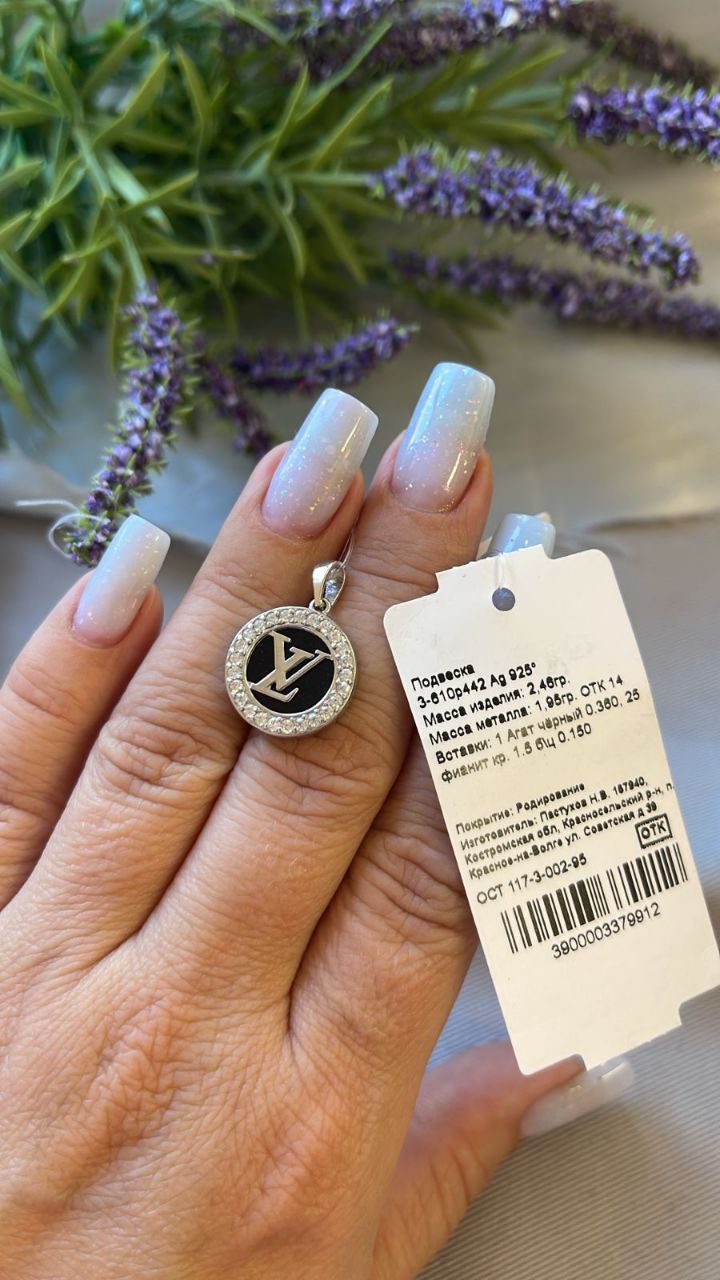 LV
Подвеска
3-610р442 Ag 925°
Масса изделия: 2,46гр.
Масса металла: 1,95гр. ОТК 14
Вставки: 1 Агат чёрный 0.360, 25
фианит кр. 1.5 б\ц 0.150
Покрытие: Родирование
Изготовитель: Пастухов Н.В. 157940,
Костромская обл, Красносельский р-н, п.
Красное-на-Волге ул. Советская д 39
ОТК
ОСТ 117-3-002-95
3900003379912